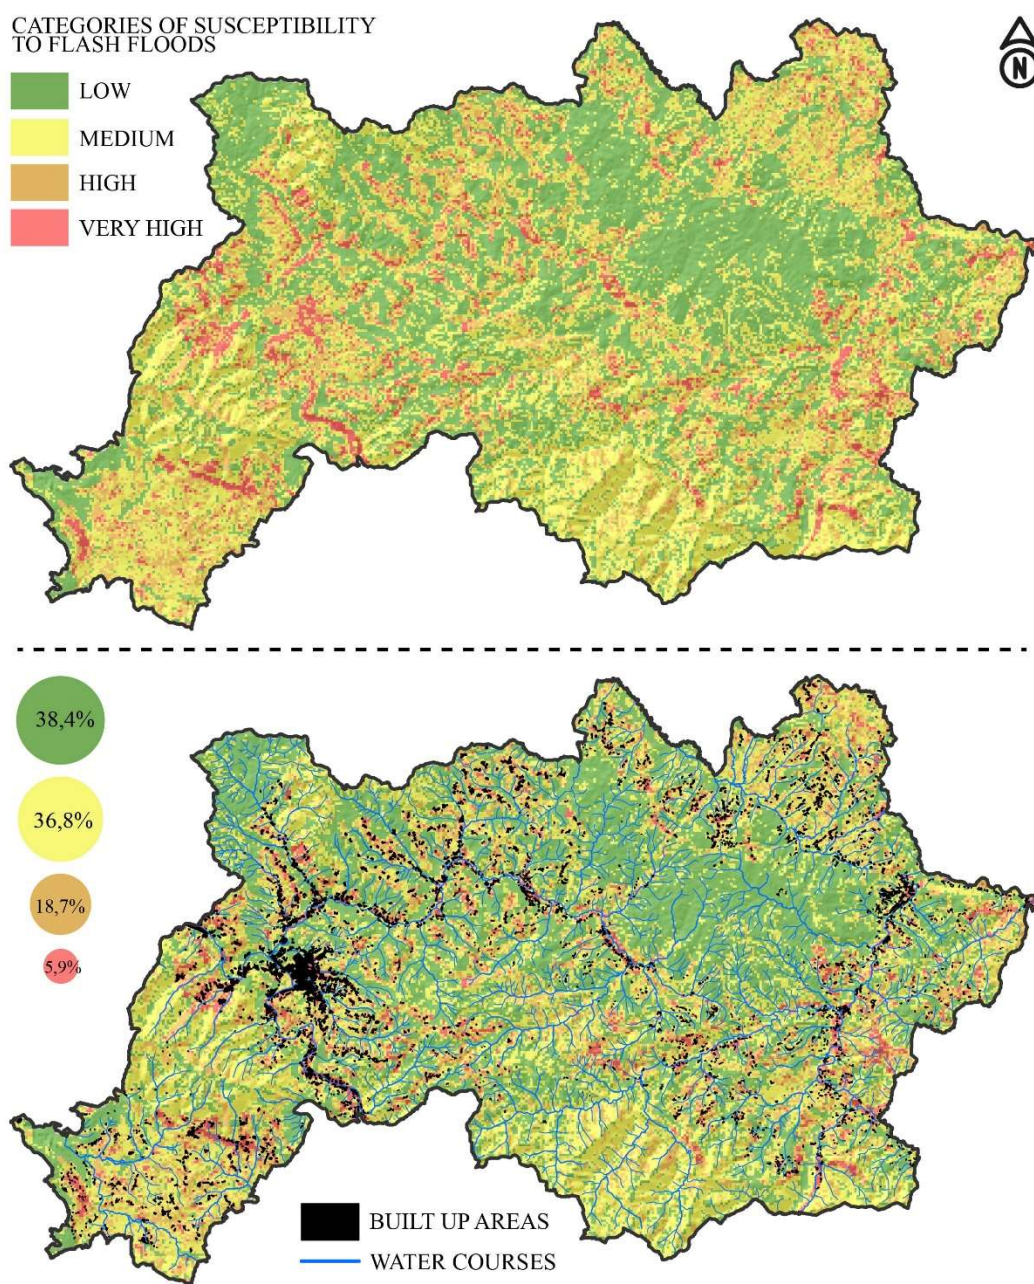 CATEGORIES OF SUSCEPTIBILITY
TO FLASH FLOODS
LOW
MEDIUM
HIGH
VERY HIGH
N
38,4%
36,8%
18,7%
5,9%
BUILT UP AREAS
WATER COURSES